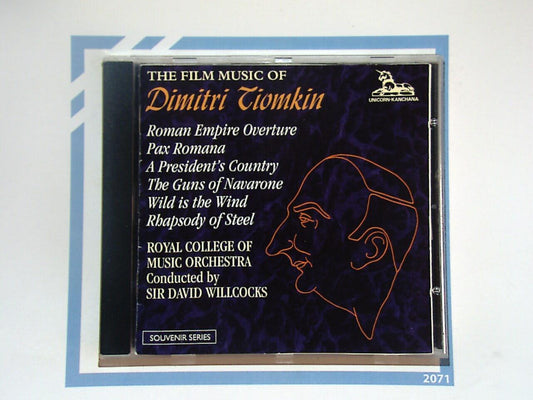 THE FILM MUSIC OF
Dimitri Tiomkin
UNICORN-KANCHANA
Roman Empire Overture
Pax Romana
A President's Country
The Guns of Navarone
Wild is the Wind
Rhapsody of Steel
ROYAL COLLEGE OF
MUSIC ORCHESTRA
Conducted by
SIR DAVID WILLCOCKS
SOUVENIR SERIES
2071